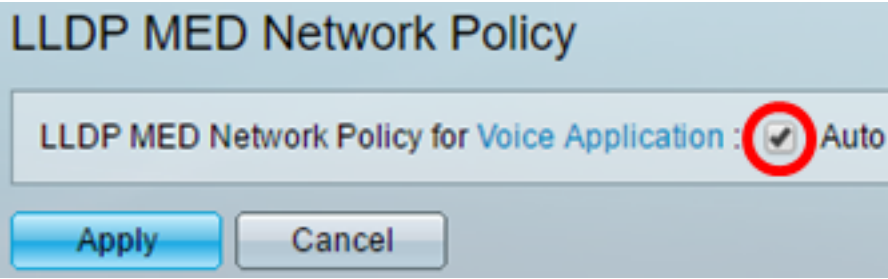 LLDP MED Network Policy
LLDP MED Network Policy for Voice Application : Auto
Apply Cancel